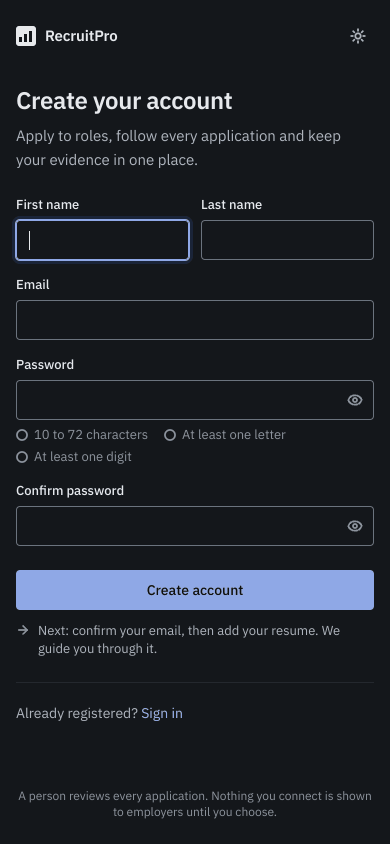 RecruitPro
Create your account
Apply to roles, follow every application and keep
your evidence in one place.
First name
Last name
Email
Password
10 to 72 characters
At least one letter
At least one digit
Confirm password
Create account
Next: confirm your email, then add your resume. We
guide you through it.
Already registered? Sign in
A person reviews every application. Nothing you connect is shown
to employers until you choose.